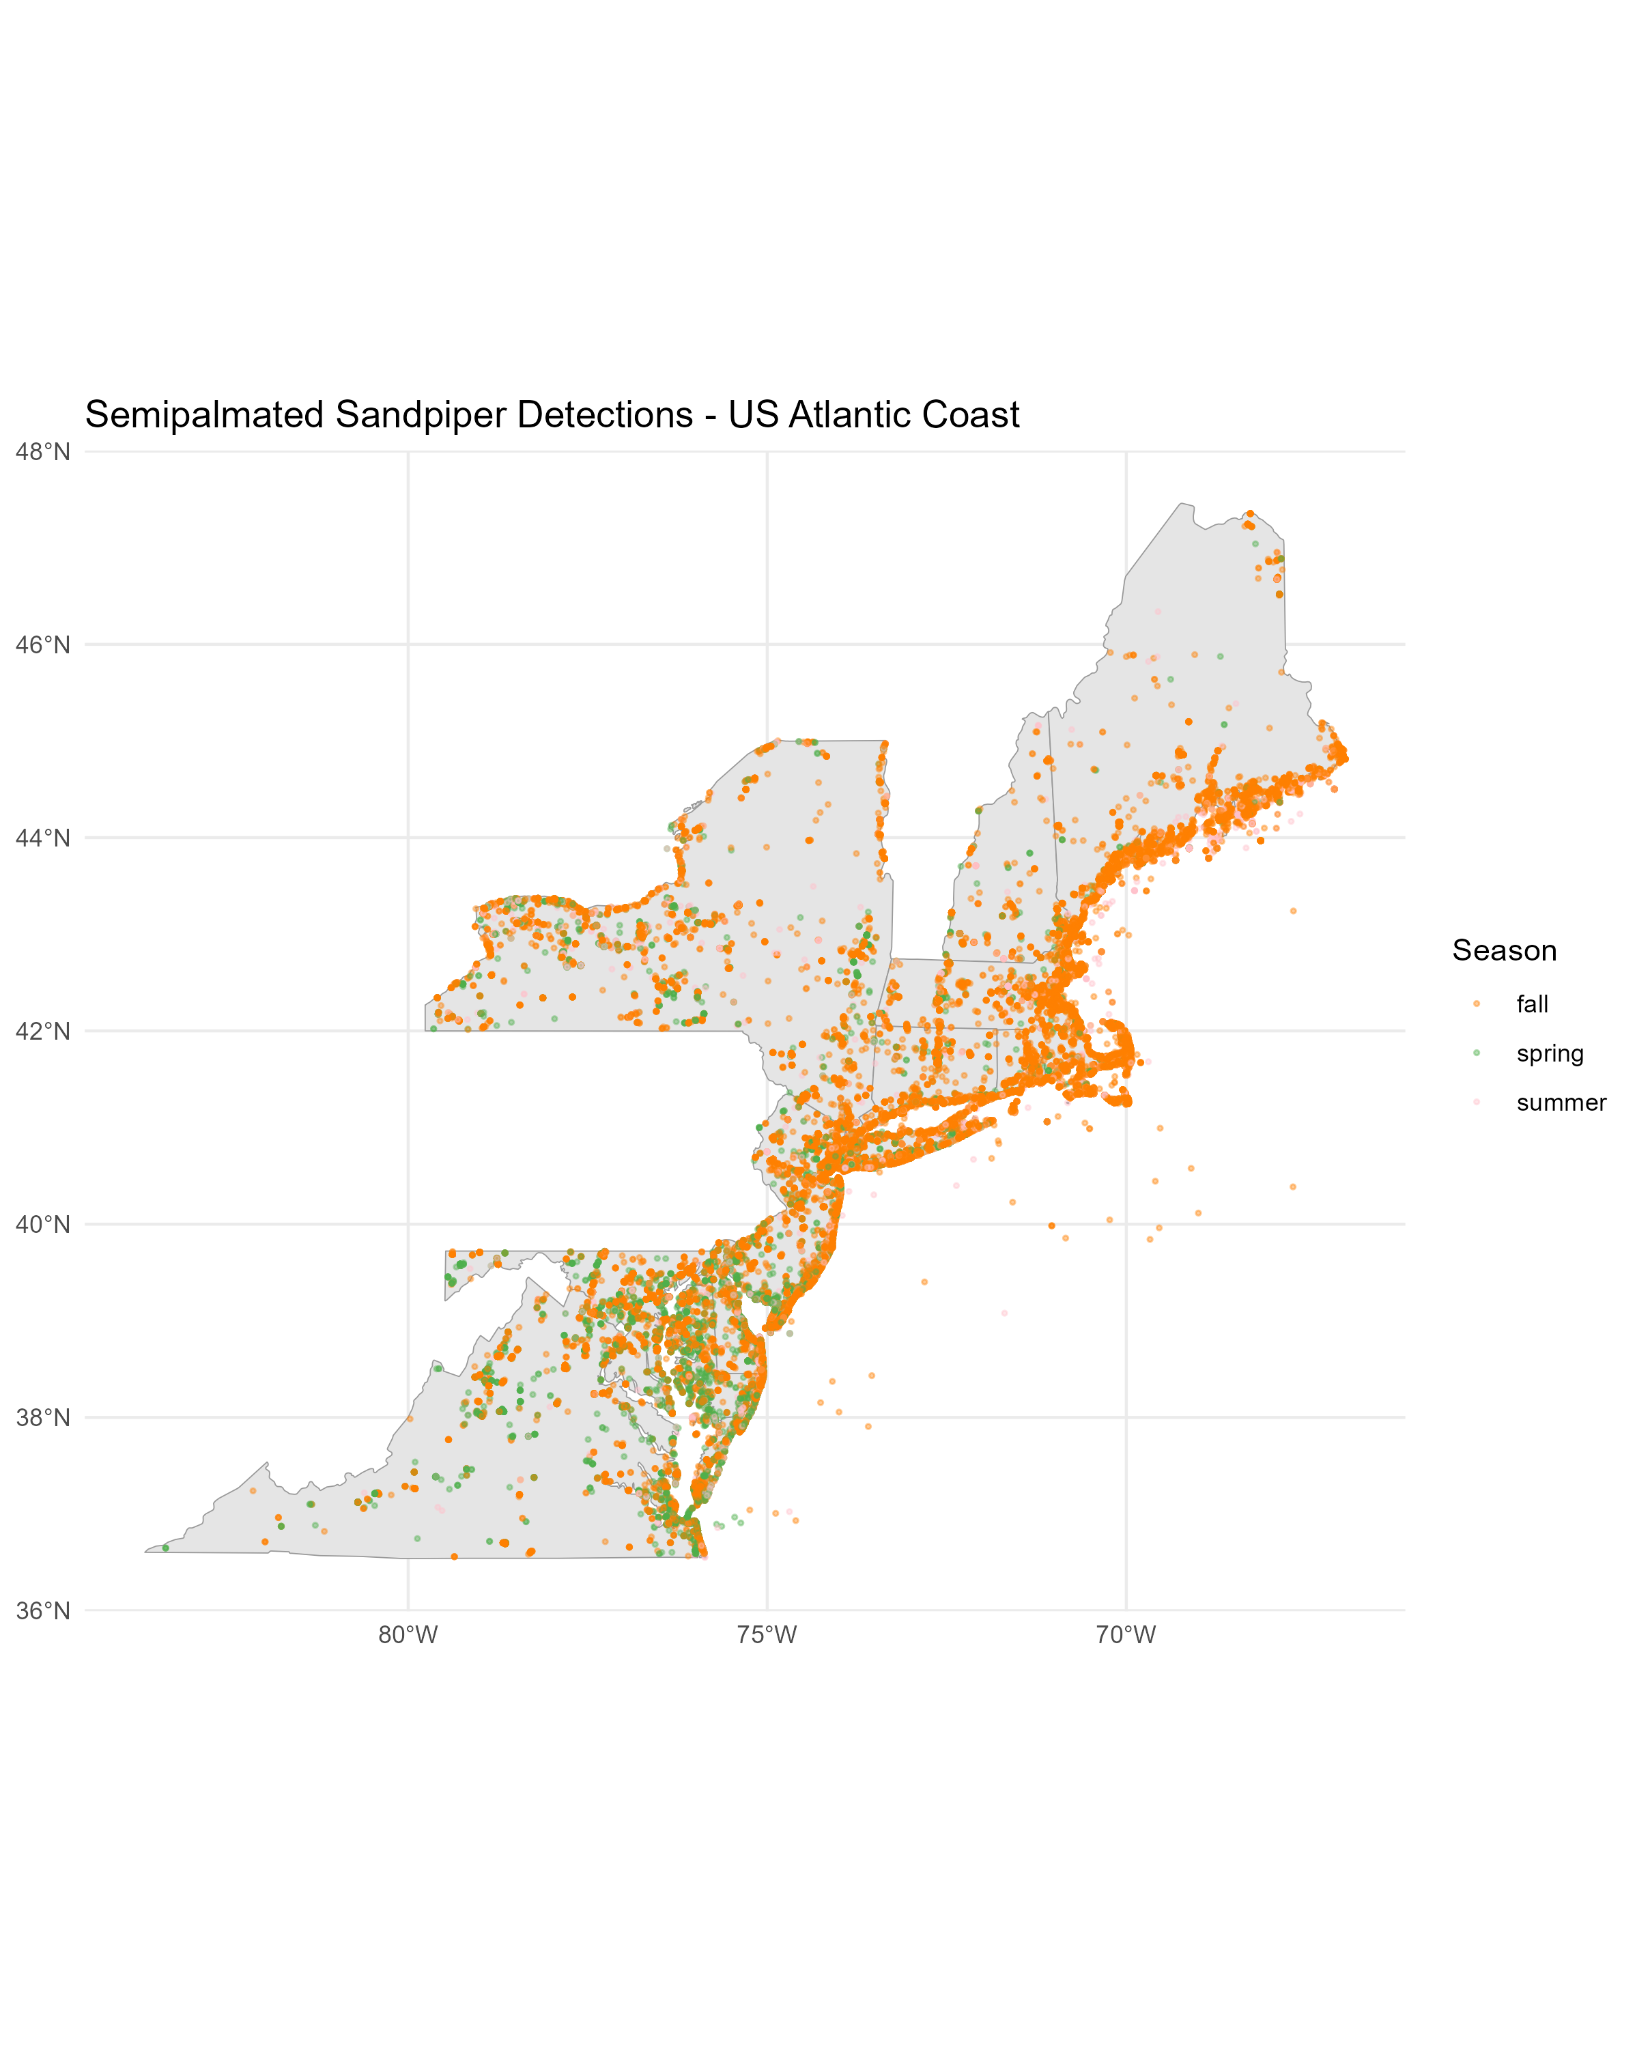 Semipalmated Sandpiper Detections - US Atlantic Coast
48°N
46°N
44°N
42°N
40°N
38°N
36°N
80°W 75°W 70°W
Season
fall
spring
summer